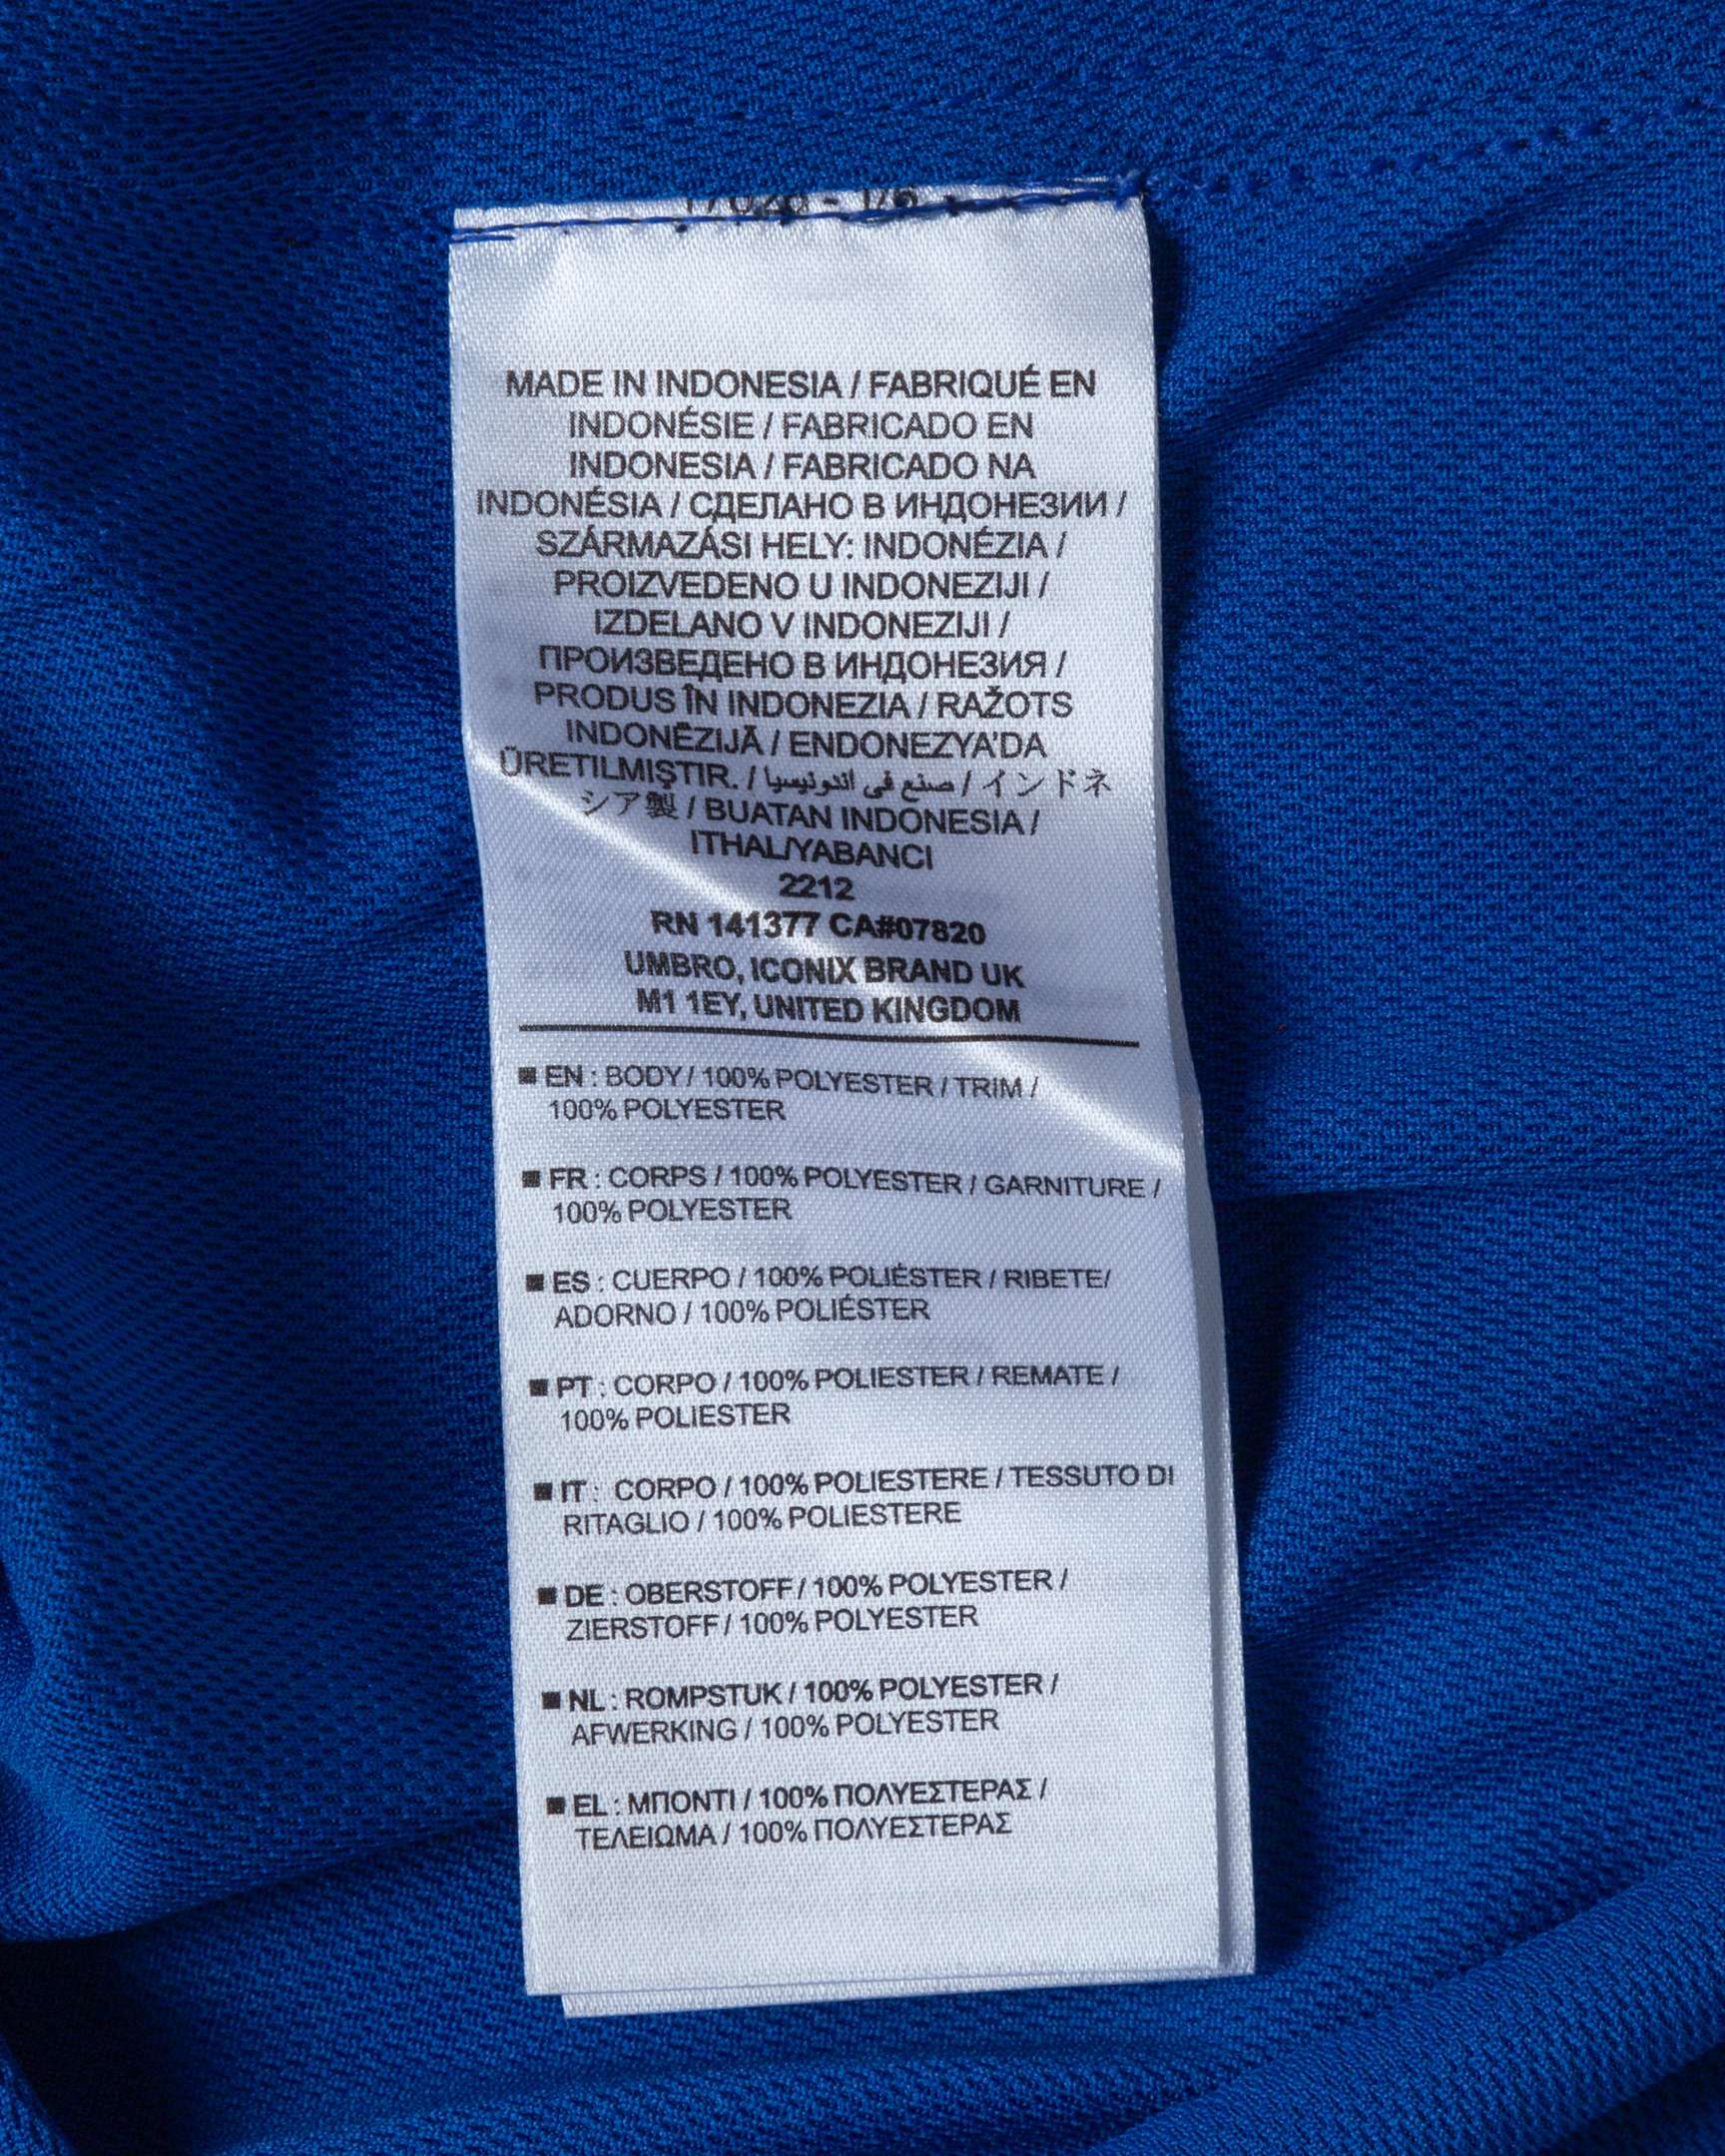 MADE IN INDONESIA / FABRIQUÉ EN
INDONÉSIE / FABRICADO EN
INDONESIA / FABRICADO NA
INDONÉSIA / СДЕЛАНО В ИНДОНЕЗИИ /
SZÁRMAZÁSI HELY: INDONÉZIA /
PROIZVEDENO U INDONEZIJI /
IZDELANO V INDONEZIJI /
ПРОИЗВЕДЕНО В ИНДОНЕЗИЯ /
PRODUS ÎN INDONEZIA / RAŽOTS
INDONĒZIJĀ / ENDONEZYA'DA
ÜRETILMIŞTIR. / صنع في اندونيسيا / インドネ
シア製 / BUATAN INDONESIA /
ITHAL/YABANCI
2212
RN 141377 CA#07820
UMBRO, ICONIX BRAND UK
M1 1EY, UNITED KINGDOM
■ EN : BODY / 100% POLYESTER / TRIM /
100% POLYESTER
■ FR : CORPS / 100% POLYESTER / GARNITURE /
100% POLYESTER
■ ES : CUERPO / 100% POLIÉSTER / RIBETE/
ADORNO / 100% POLIÉSTER
■ PT : CORPO / 100% POLIESTER / REMATE /
100% POLIESTER
■ IT : CORPO / 100% POLIESTERE / TESSUTO DI
RITAGLIO / 100% POLIESTERE
■ DE : OBERSTOFF / 100% POLYESTER /
ZIERSTOFF / 100% POLYESTER
■ NL : ROMPSTUK / 100% POLYESTER /
AFWERKING / 100% POLYESTER
■ EL : ΜΠΟΝΤΙ / 100% ΠΟΛΥΕΣΤΕΡΑΣ /
ΤΕΛΕΙΩΜΑ / 100% ΠΟΛΥΕΣΤΕΡΑΣ